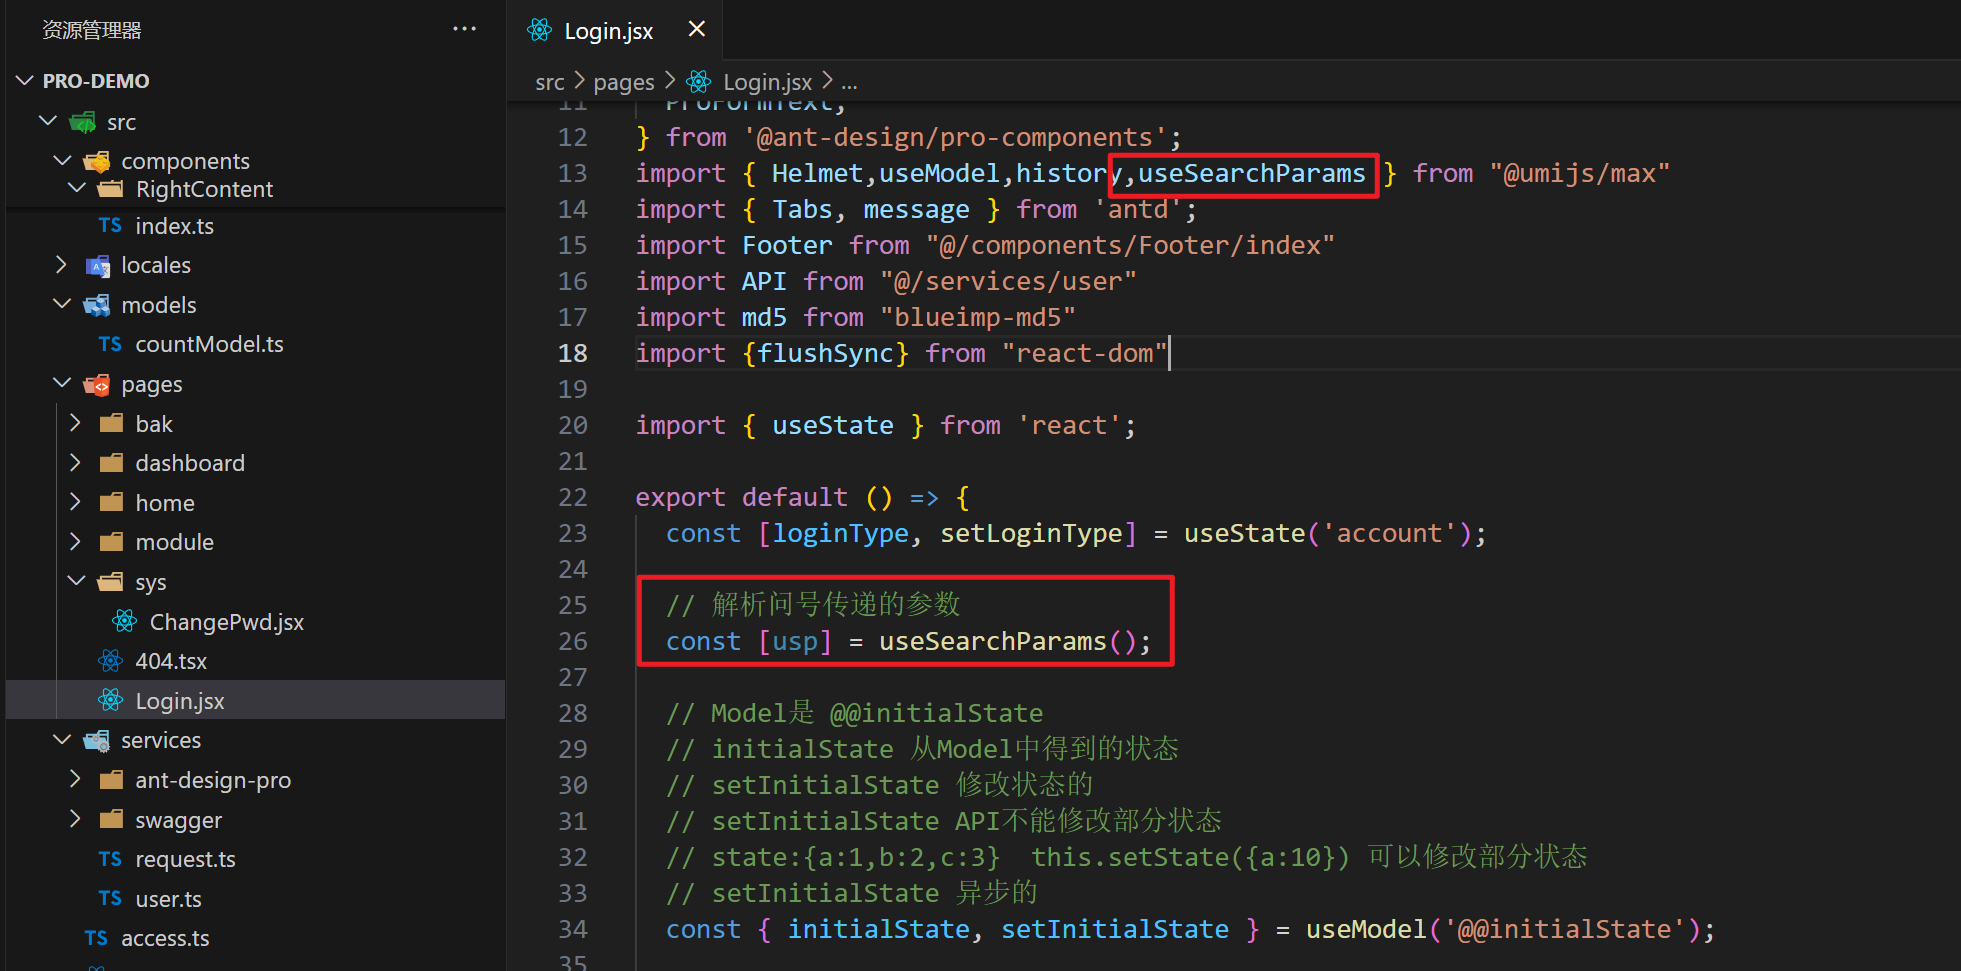 资源管理器
PRO-DEMO
src
components
RightContent
index.ts
locales
models
countModel.ts
pages
bak
dashboard
home
module
sys
ChangePwd.jsx
404.tsx
Login.jsx
services
ant-design-pro
swagger
request.ts
user.ts
access.ts
Login.jsx
src > pages > Login.jsx > ...
11 ProFormText,
12 } from '@ant-design/pro-components';
13 import { Helmet,useModel,history,useSearchParams } from "@umijs/max"
14 import { Tabs, message } from 'antd';
15 import Footer from "@/components/Footer/index"
16 import API from "@/services/user"
17 import md5 from "blueimp-md5"
18 import {flushSync} from "react-dom"
19
20 import { useState } from 'react';
21
22 export default () => {
23 const [loginType, setLoginType] = useState('account');
24
25 // 解析问号传递的参数
26 const [usp] = useSearchParams();
27
28 // Model是 @@initialState
29 // initialState 从Model中得到的状态
30 // setInitialState 修改状态的
31 // setInitialState API不能修改部分状态
32 // state:{a:1,b:2,c:3}  this.setState({a:10}) 可以修改部分状态
33 // setInitialState 异步的
34 const { initialState, setInitialState } = useModel('@@initialState');
35